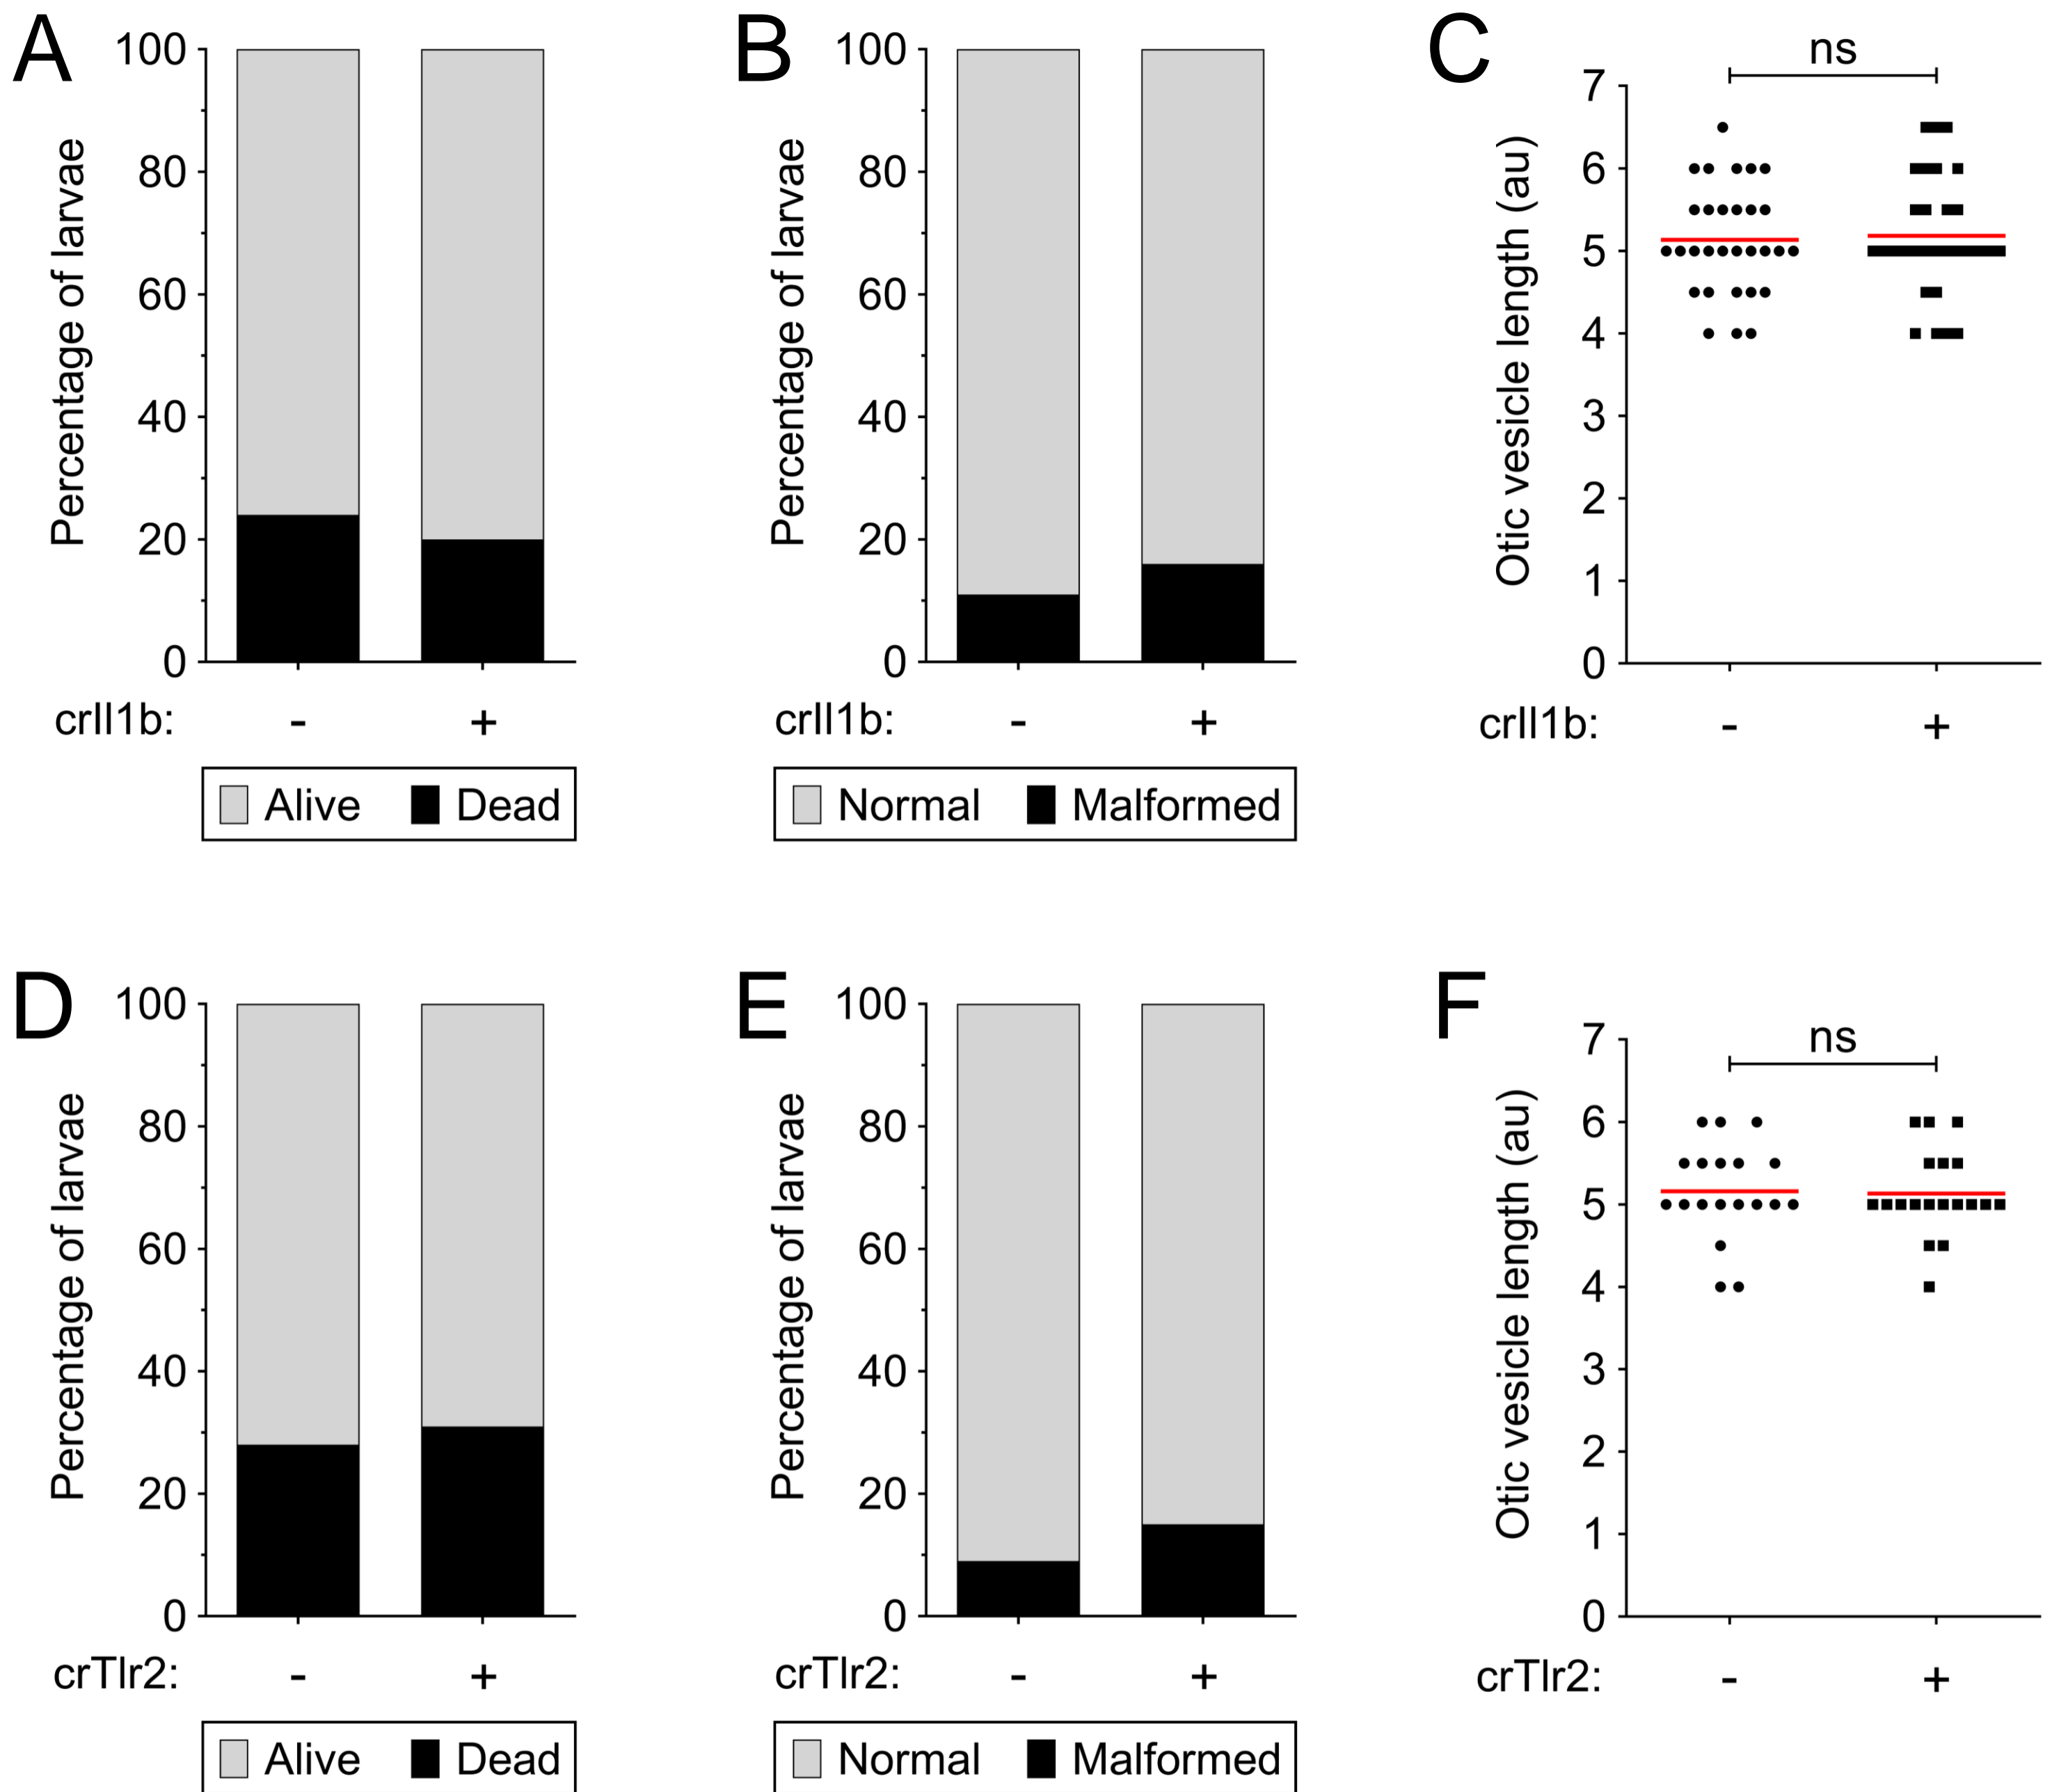 A
100
80
60
40
20
0
Percentage of larvae
crIl1b:
-
+
Alive
Dead
B
100
80
60
40
20
0
Percentage of larvae
crIl1b:
-
+
Normal
Malformed
C
ns
7
6
5
4
3
2
1
0
Otic vesicle length (au)
crIl1b:
-
+
D
100
80
60
40
20
0
Percentage of larvae
crTlr2:
-
+
Alive
Dead
E
100
80
60
40
20
0
Percentage of larvae
crTlr2:
-
+
Normal
Malformed
F
ns
7
6
5
4
3
2
1
0
Otic vesicle length (au)
crTlr2:
-
+